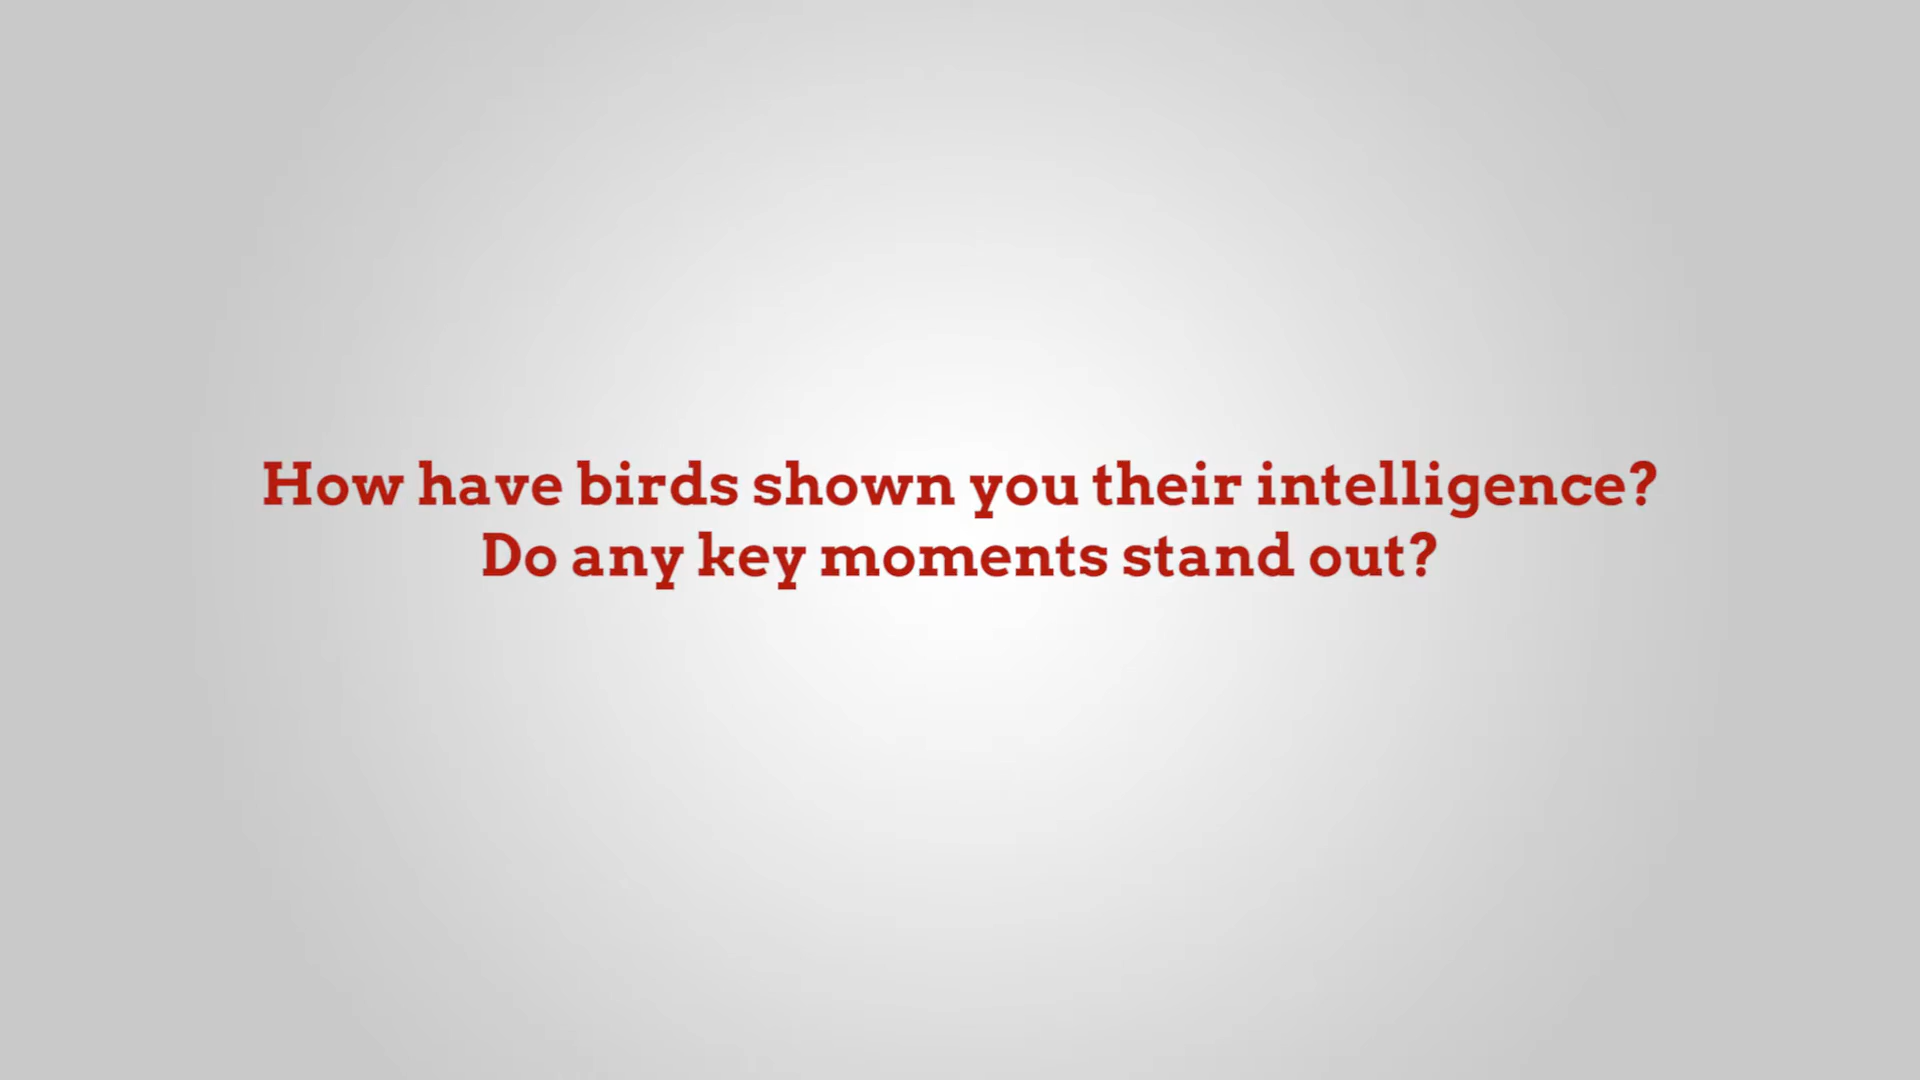 How have birds shown you their intelligence?
Do any key moments stand out?